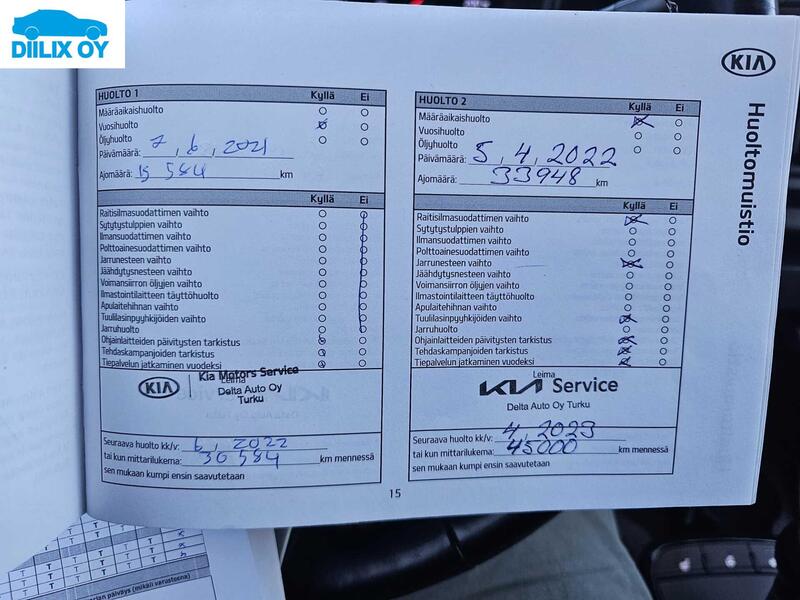 DIILIX OY
KIA
Huoltomuistio
HUOLTO 1 Kyllä Ei
Määräaikaishuolto
Vuosihuolto
Öljyhuolto
Päivämäärä: 7, 6, 2021
Ajomäärä: 15 584 km
Kyllä Ei
Raitisilmasuodattimen vaihto
Sytytystulppien vaihto
Ilmansuodattimen vaihto
Polttoainesuodattimen vaihto
Jarrunesteen vaihto
Jäähdytysnesteen vaihto
Voimansiirron öljyjen vaihto
Ilmastointilaitteen täyttöhuolto
Apulaitehihnan vaihto
Tuulilasinpyyhkijöiden vaihto
Jarruhuolto
Ohjainlaitteiden päivitysten tarkistus
Tehdaskampanjoiden tarkistus
Tiepalvelun jatkaminen vuodeksi
Leima
KIA Kia Motors Service
Delta Auto Oy
Turku
Seuraava huolto kk/v: 6, 2022
tai kun mittarilukema: 30 584 km mennessä
sen mukaan kumpi ensin saavutetaan
HUOLTO 2 Kyllä Ei
Määräaikaishuolto
Vuosihuolto
Öljyhuolto
Päivämäärä: 5, 4, 2022
Ajomäärä: 33948 km
Kyllä Ei
Raitisilmasuodattimen vaihto
Sytytystulppien vaihto
Ilmansuodattimen vaihto
Polttoainesuodattimen vaihto
Jarrunesteen vaihto
Jäähdytysnesteen vaihto
Voimansiirron öljyjen vaihto
Ilmastointilaitteen täyttöhuolto
Apulaitehihnan vaihto
Tuulilasinpyyhkijöiden vaihto
Jarruhuolto
Ohjainlaitteiden päivitysten tarkistus
Tehdaskampanjoiden tarkistus
Tiepalvelun jatkaminen vuodeksi
Leima
KIA Service
Delta Auto Oy Turku
Seuraava huolto kk/v: 4, 2023
tai kun mittarilukema: 45000 km mennessä
sen mukaan kumpi ensin saavutetaan
15
päiväys (mikäli varusteena)